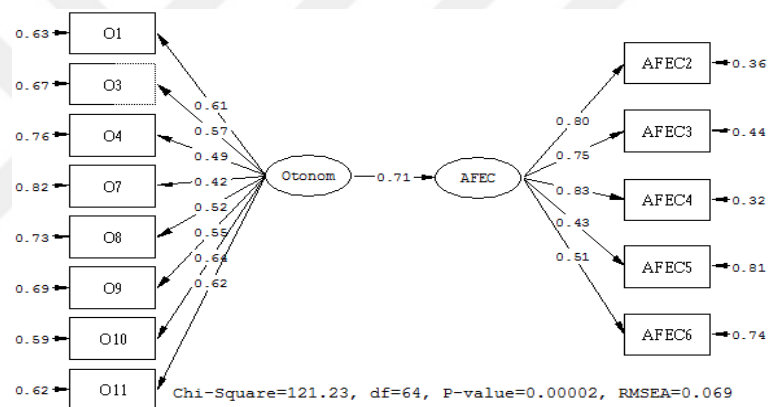 0.63 O1
0.67 O3
0.76 O4
0.82 O7
0.73 O8
0.69 O9
0.59 O10
0.62 O11
0.61
0.57
0.49
0.42
0.52
0.55
0.64
0.62
Otonom 0.71 AFEC
0.80
0.75
0.83
0.43
0.51
AFEC2 0.36
AFEC3 0.44
AFEC4 0.32
AFEC5 0.81
AFEC6 0.74
Chi-Square=121.23, df=64, P-value=0.00002, RMSEA=0.069